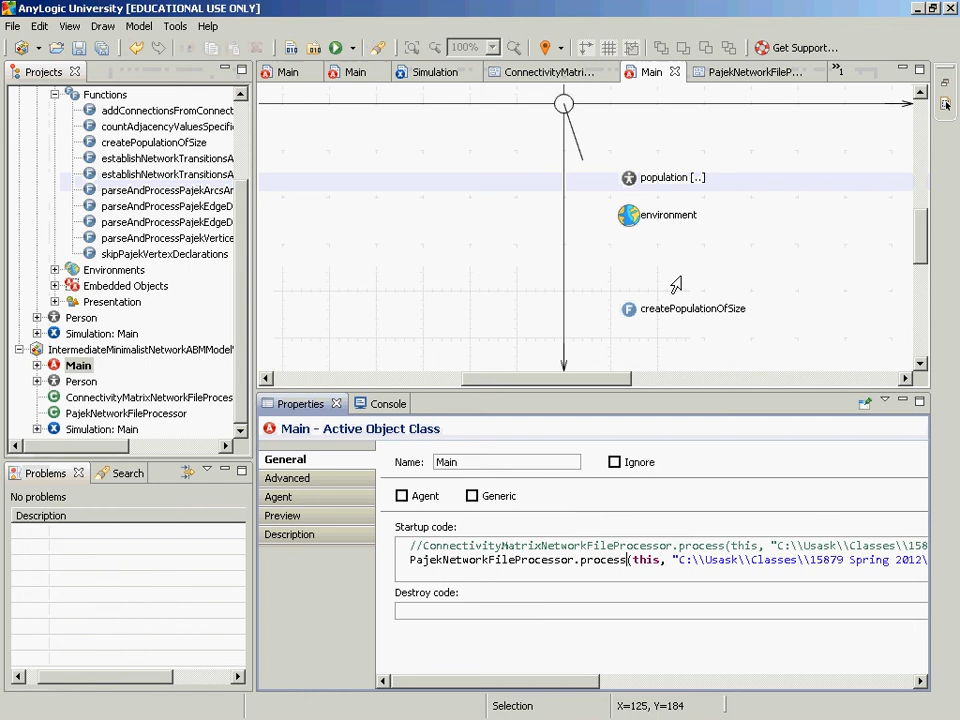 AnyLogic University [EDUCATIONAL USE ONLY]
File Edit View Draw Model Tools Help
100% Get Support...
Projects
Main Main Simulation ConnectivityMatri... Main PajekNetworkFileP... »1
Functions
addConnectionsFromConnect
countAdjacencyValuesSpecifi
createPopulationOfSize
establishNetworkTransitionsA
establishNetworkTransitionsA
parseAndProcessPajekArcsAr
parseAndProcessPajekEdgeD
parseAndProcessPajekEdgeD
parseAndProcessPajekVertice
skipPajekVertexDeclarations
Environments
Embedded Objects
Presentation
Person
Simulation: Main
IntermediateMinimalistNetworkABMModel'
Main
Person
ConnectivityMatrixNetworkFileProces
PajekNetworkFileProcessor
Simulation: Main
population [..]
environment
createPopulationOfSize
Problems Search
No problems
Description
Properties Console
Main - Active Object Class
General
Advanced
Agent
Preview
Description
Name: Main Ignore
Agent Generic
Startup code:
//ConnectivityMatrixNetworkFileProcessor.process(this, "C:\\Usask\\Classes\\158
PajekNetworkFileProcessor.process(this, "C:\\Usask\\Classes\\15879 Spring 2012\
Destroy code:
Selection X=125, Y=184